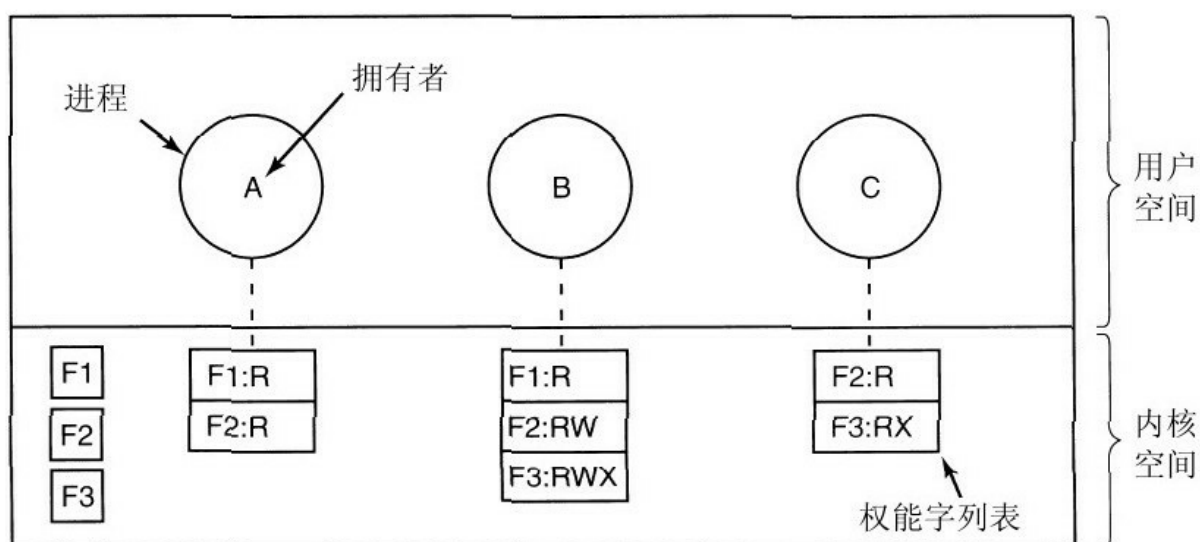 进程
拥有者
A
B
C
用户
空间
F1
F2
F3
F1:R
F2:R
F1:R
F2:RW
F3:RWX
F2:R
F3:RX
权能字列表
内核
空间